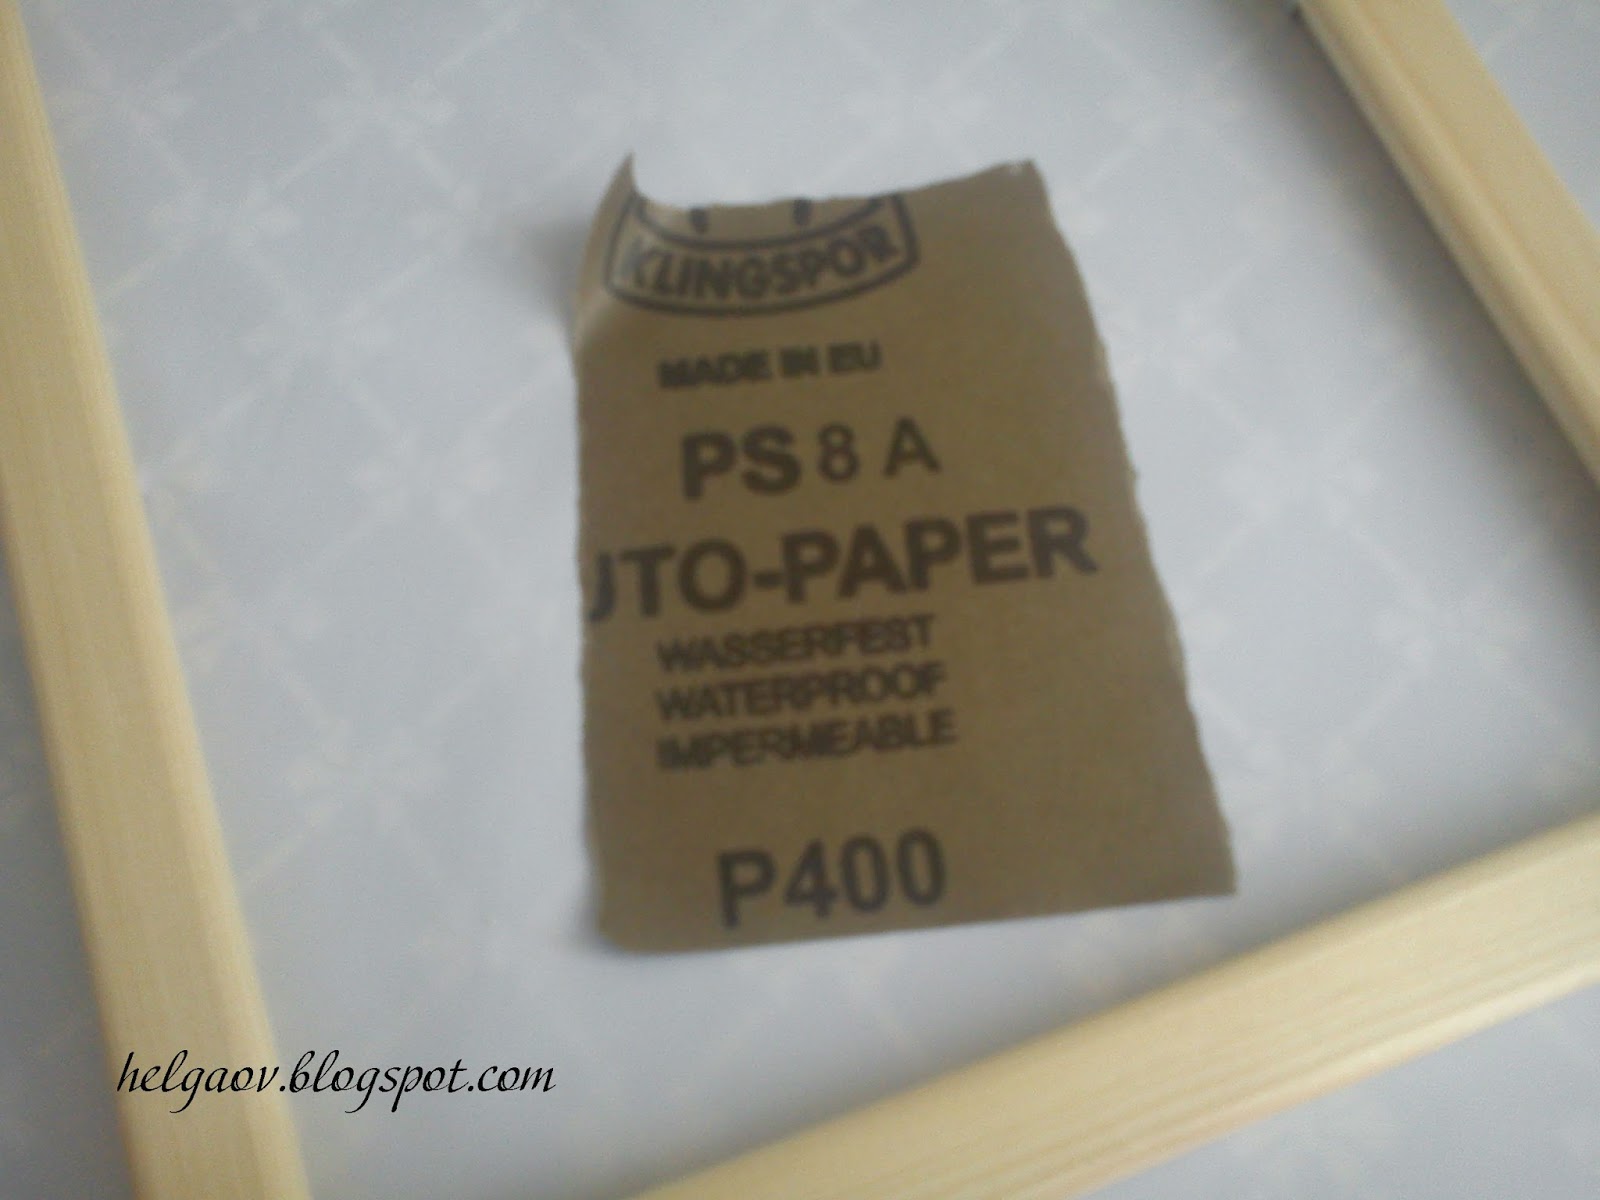 KLINGSPOR
MADE IN EU
PS 8 A
UTO-PAPER
WASSERFEST
WATERPROOF
IMPERMEABLE
P400
helgaov.blogspot.com